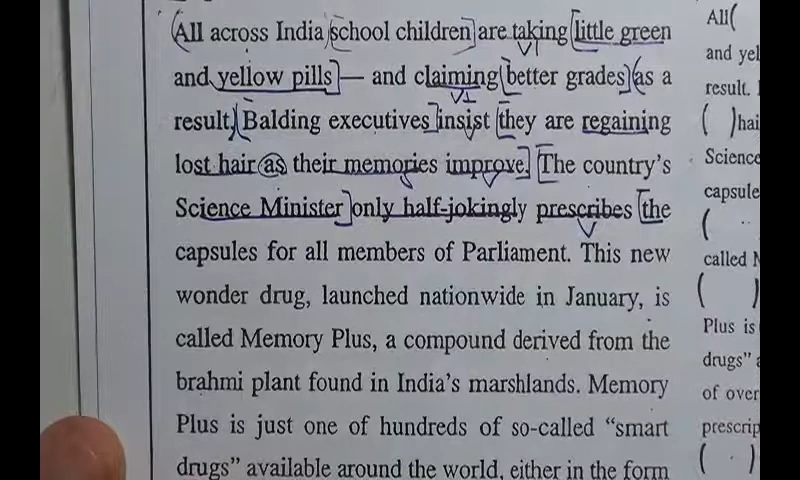 All across India school children are taking little green
and yellow pills — and claiming better grades as a
result. Balding executives insist they are regaining
lost hair as their memories improve. The country's
Science Minister only half-jokingly prescribes the
capsules for all members of Parliament. This new
wonder drug, launched nationwide in January, is
called Memory Plus, a compound derived from the
brahmi plant found in India's marshlands. Memory
Plus is just one of hundreds of so-called “smart
drugs” available around the world, either in the form
All (
and yel
result.
( ) hai
Science
capsule
(
called M
( )
Plus is
drugs” a
of over
prescrip
( )